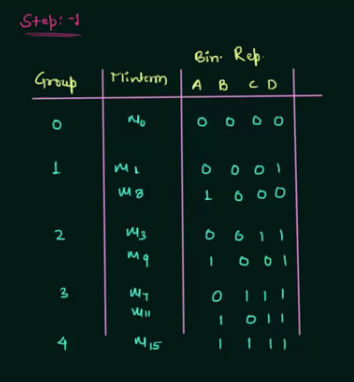 Step:-1
Bin. Rep.
Group Minterm A B C D
0 m0 0 0 0 0
1 m1 0 0 0 1
m8 1 0 0 0
2 m3 0 0 1 1
m9 1 0 0 1
3 m7 0 1 1 1
m11 1 0 1 1
4 m15 1 1 1 1